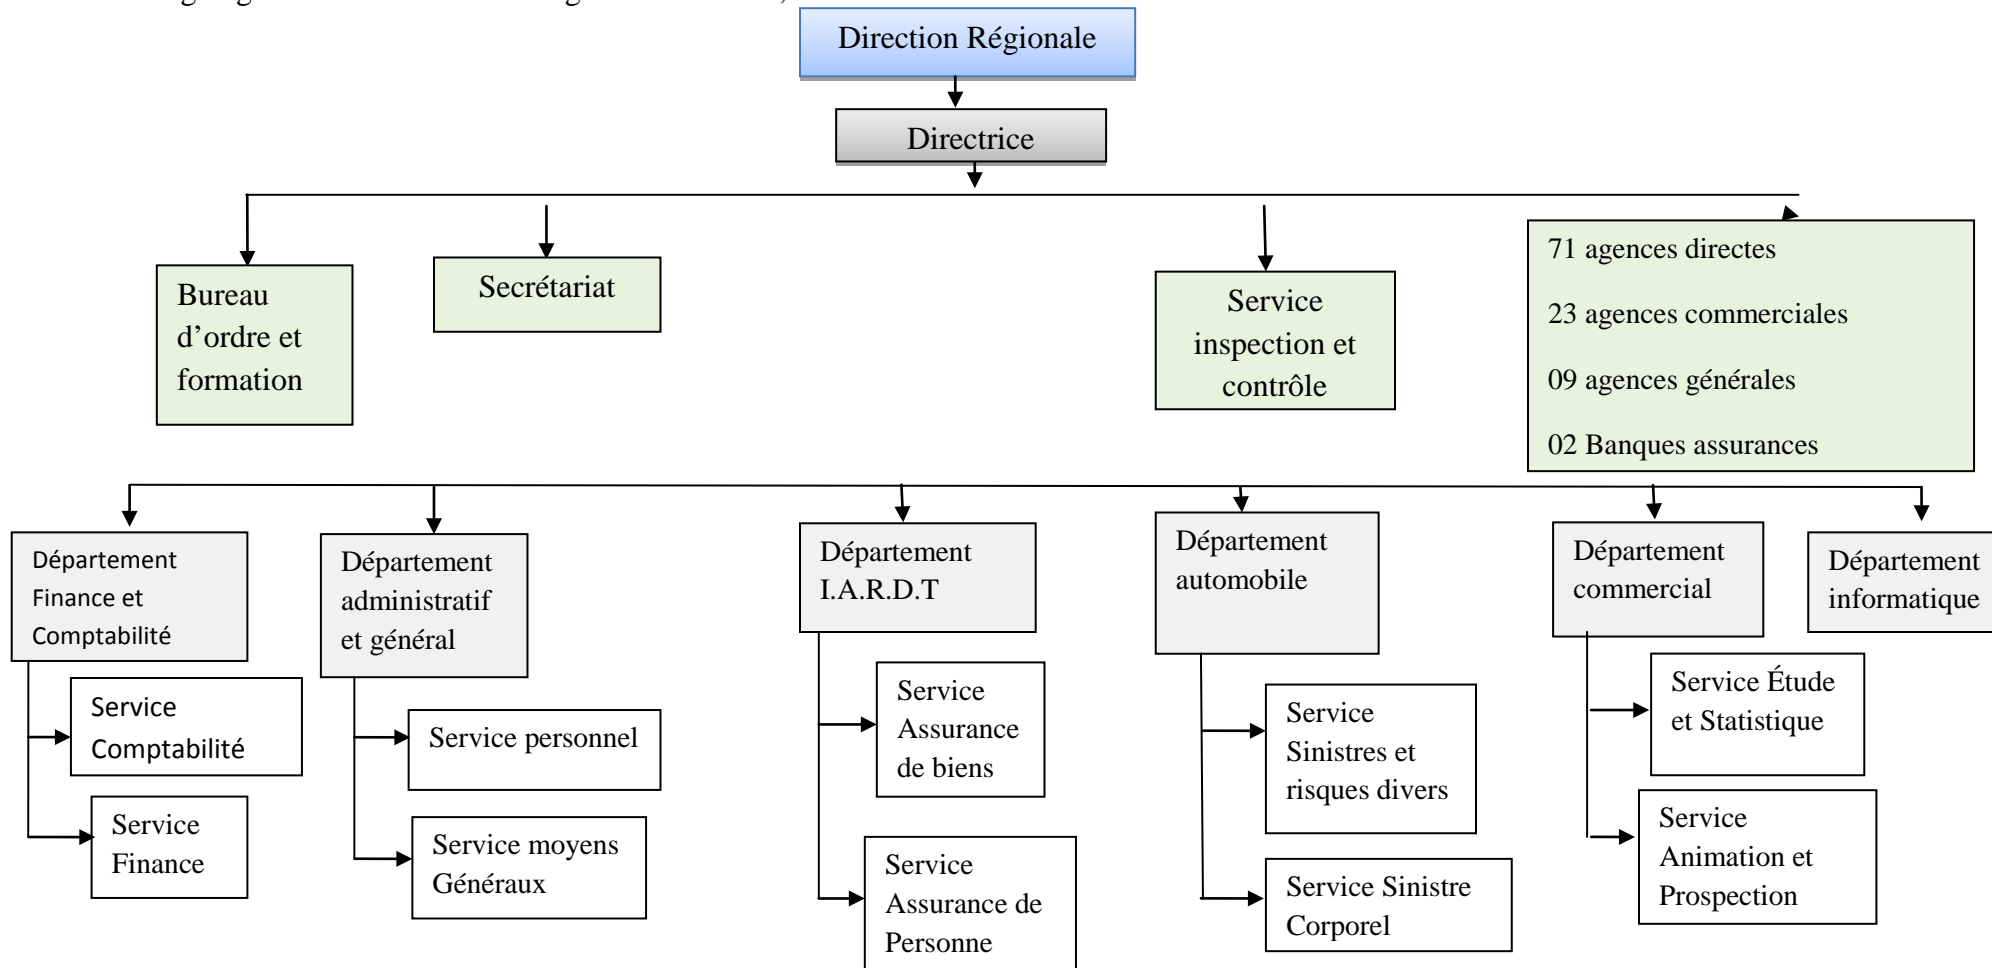 Direction Régionale
Directrice
Bureau
d’ordre et
formation
Secrétariat
Service
inspection et
contrôle
71 agences directes
23 agences commerciales
09 agences générales
02 Banques assurances
Département
Finance et
Comptabilité
Département
administratif
et général
Département
I.A.R.D.T
Département
automobile
Département
commercial
Département
informatique
Service
Comptabilité
Service
Finance
Service personnel
Service moyens
Généraux
Service
Assurance
de biens
Service
Assurance de
Personne
Service
Sinistres et
risques divers
Service Sinistre
Corporel
Service Étude
et Statistique
Service
Animation et
Prospection